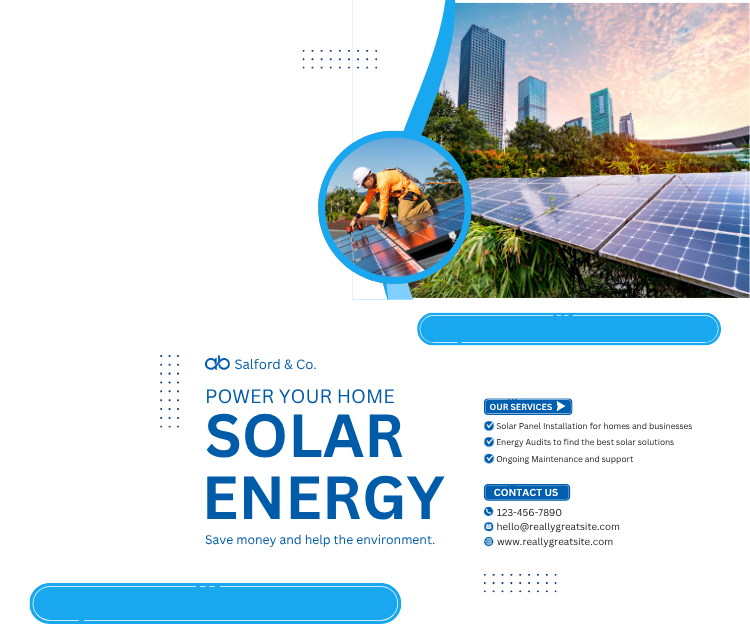 ab Salford & Co.
POWER YOUR HOME
SOLAR
ENERGY
Save money and help the environment.
OUR SERVICES
Solar Panel Installation for homes and businesses
Energy Audits to find the best solar solutions
Ongoing Maintenance and support
CONTACT US
123-456-7890
hello@reallygreatsite.com
www.reallygreatsite.com